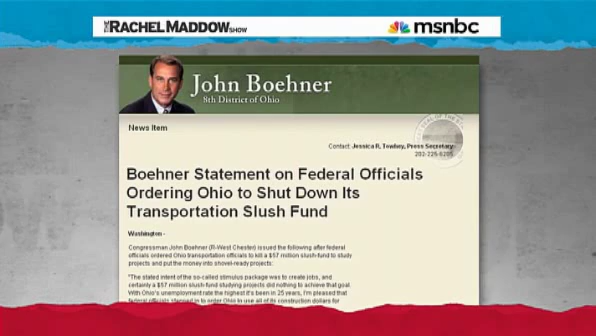 THE RACHEL MADDOW SHOW
msnbc
John Boehner
8th District of Ohio
News Item
Contact: Jessica R. Towhey, Press Secretary
202-225-6205
Boehner Statement on Federal Officials
Ordering Ohio to Shut Down Its
Transportation Slush Fund
Washington -
Congressman John Boehner (R-West Chester) issued the following after federal
officials ordered Ohio transportation officials to kill a $57 million slush-fund to study
projects and put the money into shovel-ready projects:
"The stated intent of the so-called stimulus package was to create jobs, and
certainly a $57 million slush fund studying projects did nothing to achieve that goal.
With Ohio's unemployment rate the highest it's been in 25 years, I'm pleased that
federal officials stepped in to order Ohio to use all of its construction dollars for